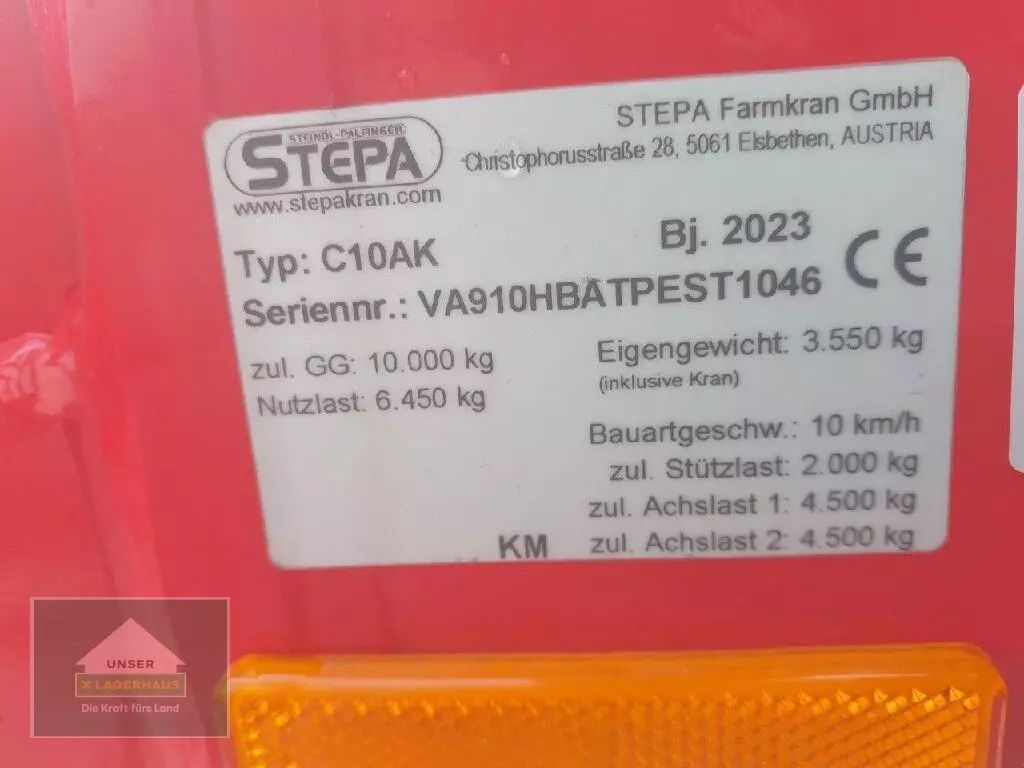 STEINDL-PALFINGER
STEPA
www.stepakran.com
STEPA Farmkran GmbH
Christophorusstraße 28, 5061 Elsbethen, AUSTRIA
Typ: C10AK
Bj. 2023
CE
Seriennr.: VA910HBATPEST1046
zul. GG: 10.000 kg
Nutzlast: 6.450 kg
Eigengewicht: 3.550 kg
(inklusive Kran)
Bauartgeschw.: 10 km/h
zul. Stützlast: 2.000 kg
zul. Achslast 1: 4.500 kg
KM zul. Achslast 2: 4.500 kg
UNSER
X LAGERHAUS
Die Kraft fürs Land